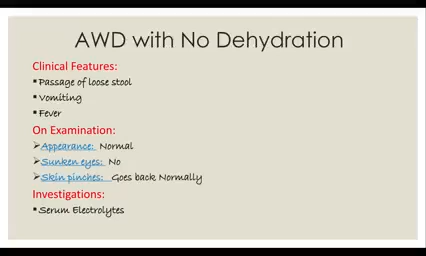 AWD with No Dehydration
Clinical Features:
▪ Passage of loose stool
▪ Vomiting
▪ Fever
On Examination:
➢ Appearance: Normal
➢ Sunken eyes: No
➢ Skin pinches: Goes back Normally
Investigations:
▪ Serum Electrolytes